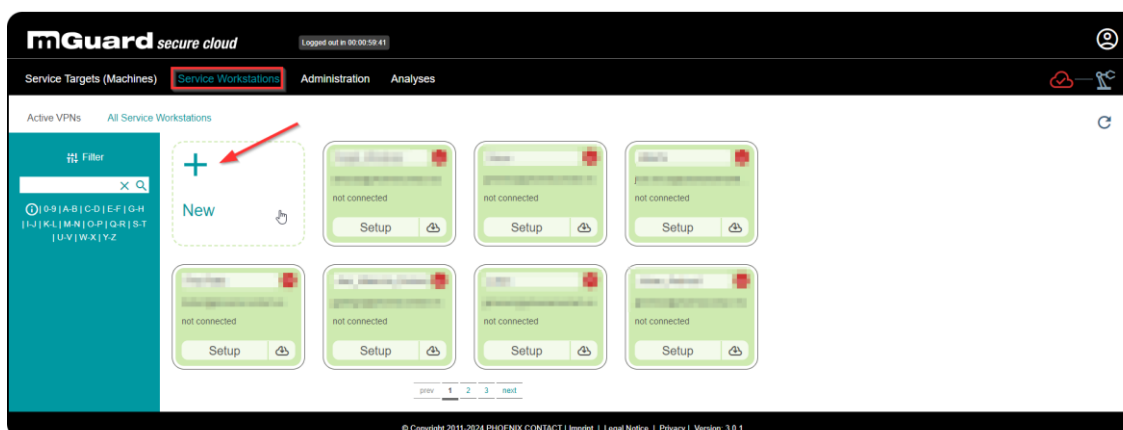 mGuard secure cloud
Logged out in 00:00:59:41
Service Targets (Machines) Service Workstations Administration Analyses
Active VPNs All Service Workstations
Filter
| 0-9 | A-B | C-D | E-F | G-H
| I-J | K-L | M-N | O-P | Q-R | S-T
| U-V | W-X | Y-Z
New
not connected
Setup
not connected
Setup
not connected
Setup
not connected
Setup
not connected
Setup
not connected
Setup
not connected
Setup
prev 1 2 3 next
© Copyright 2011-2024 PHOENIX CONTACT | Imprint | Legal Notice | Privacy | Version: 3.0.1